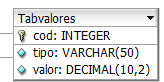 Tabvalores
cod: INTEGER
tipo: VARCHAR(50)
valor: DECIMAL(10,2)